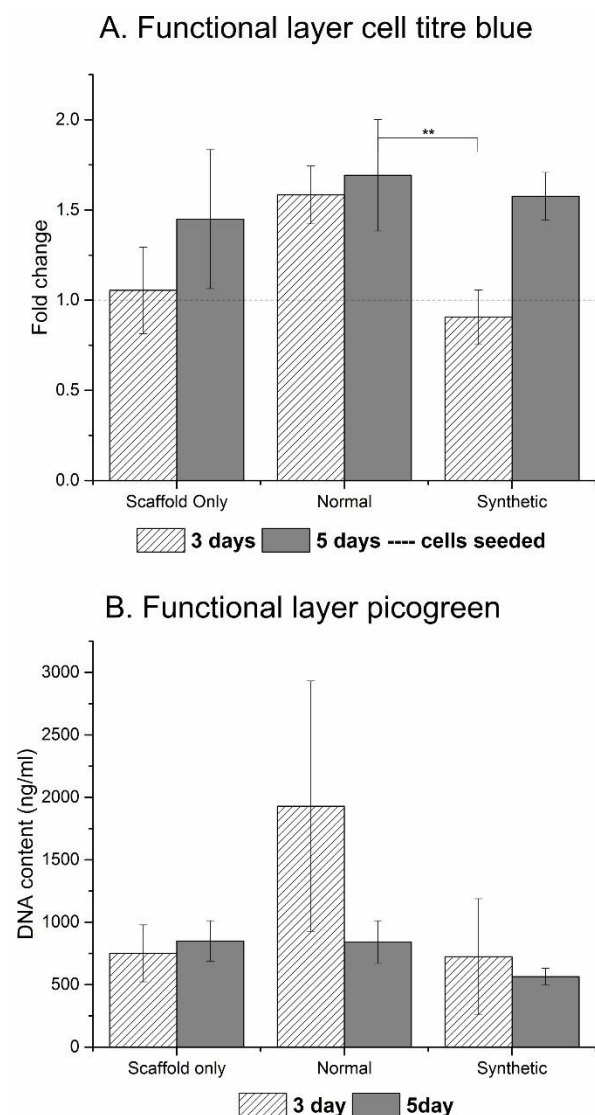 A. Functional layer cell titre blue
2.0
**
1.5
Fold change
1.0
0.5
0.0
Scaffold Only Normal Synthetic
3 days 5 days ---- cells seeded
B. Functional layer picogreen
3000
2500
2000
DNA content (ng/ml)
1500
1000
500
0
Scaffold only Normal Synthetic
3 day 5day